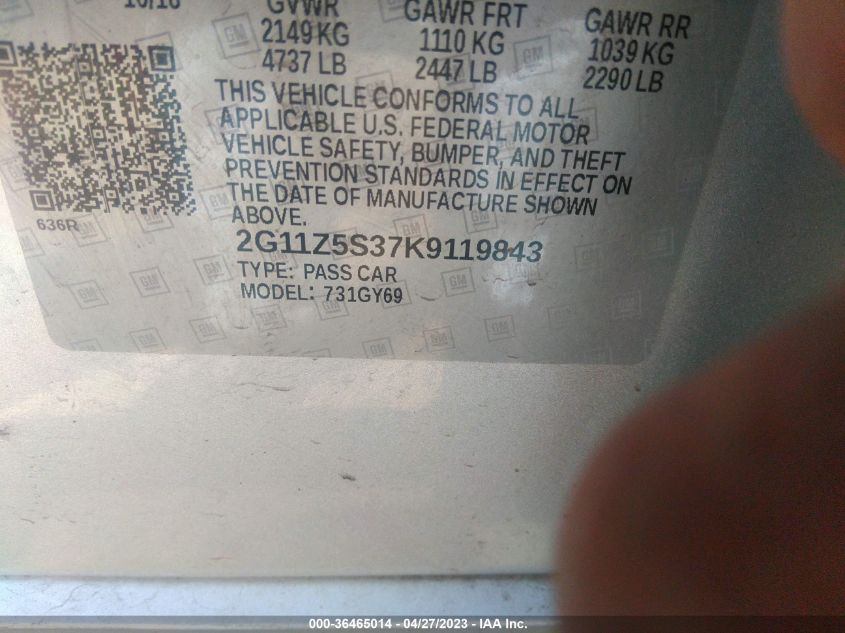 GVWR GAWR FRT GAWR RR
2149 KG 1110 KG 1039 KG
4737 LB 2447 LB 2290 LB
THIS VEHICLE CONFORMS TO ALL
APPLICABLE U.S. FEDERAL MOTOR
VEHICLE SAFETY, BUMPER, AND THEFT
PREVENTION STANDARDS IN EFFECT ON
THE DATE OF MANUFACTURE SHOWN
ABOVE.
636R
2G11Z5S37K9119843
TYPE: PASS CAR
MODEL: 731GY69
000-36465014 - 04/27/2023 - IAA Inc.